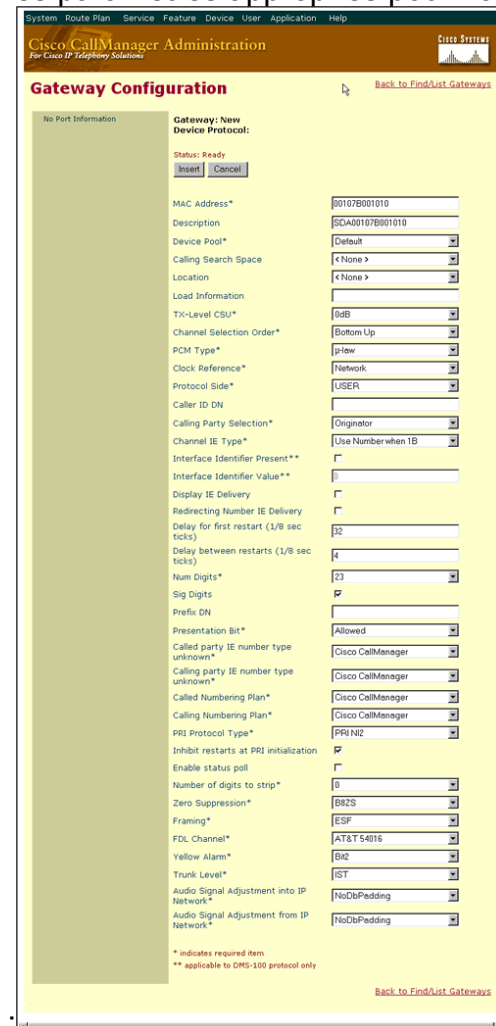 System Route Plan Service Feature Device User Application Help
Cisco CallManager Administration
For Cisco IP Telephony Solutions
CISCO SYSTEMS
Gateway Configuration
Back to Find/List Gateways
No Port Information
Gateway: New
Device Protocol:
Status: Ready
Insert Cancel
MAC Address* 00107B001010
Description SDA00107B001010
Device Pool* Default
Calling Search Space < None >
Location < None >
Load Information
TX-Level CSU* 0dB
Channel Selection Order* Bottom Up
PCM Type* µ-law
Clock Reference* Network
Protocol Side* USER
Caller ID DN
Calling Party Selection* Originator
Channel IE Type* Use Number when 1B
Interface Identifier Present**
Interface Identifier Value** 0
Display IE Delivery
Redirecting Number IE Delivery
Delay for first restart (1/8 sec ticks) 32
Delay between restarts (1/8 sec ticks) 4
Num Digits* 23
Sig Digits
Prefix DN
Presentation Bit* Allowed
Called party IE number type unknown* Cisco CallManager
Calling party IE number type unknown* Cisco CallManager
Called Numbering Plan* Cisco CallManager
Calling Numbering Plan* Cisco CallManager
PRI Protocol Type* PRI NI2
Inhibit restarts at PRI initialization
Enable status poll
Number of digits to strip* 0
Zero Suppression* B8ZS
Framing* ESF
FDL Channel* AT&T 54016
Yellow Alarm* Bit2
Trunk Level* IST
Audio Signal Adjustment into IP Network* NoDbPadding
Audio Signal Adjustment from IP Network* NoDbPadding
* indicates required item
** applicable to DMS-100 protocol only
Back to Find/List Gateways